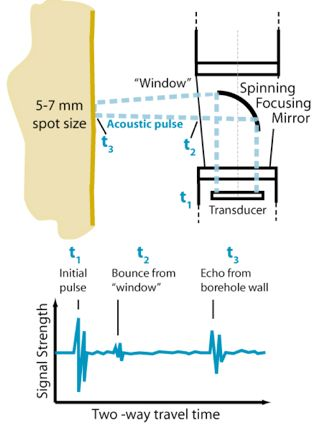 "Window"
Spinning
Focusing
Mirror
5-7 mm
spot size
Acoustic pulse
t3
t2
t1
Transducer
t1
t2
t3
Initial
pulse
Bounce from
"window"
Echo from
borehole wall
Signal Strength
Two -way travel time